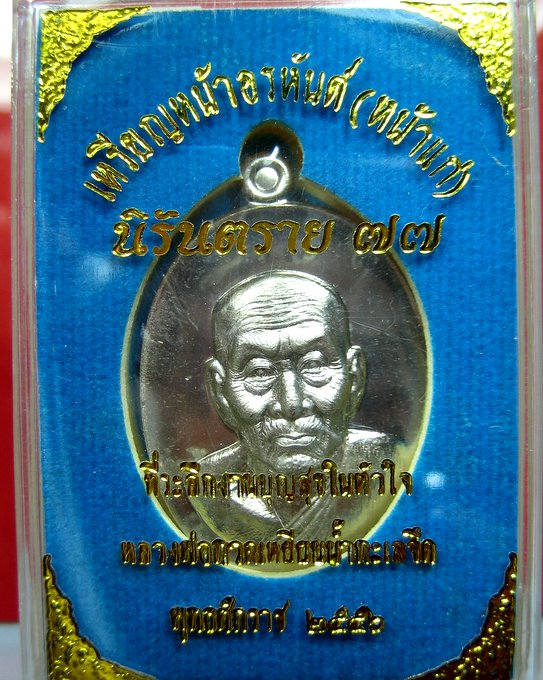 เหรียญหน้าอรหันต์ (หน้าแก่)
นิรันตราย ๗๗
ที่ระลึกงานบุญสุขในหัวใจ
หลวงพ่อทวดเหยียบน้ำทะเลจืด
พุทธศักราช ๒๕๕๖